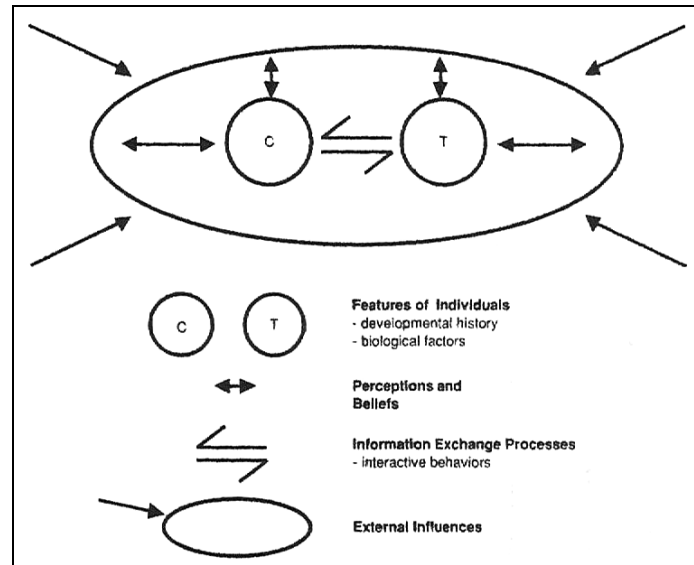 C
T
C
T
Features of Individuals
- developmental history
- biological factors
Perceptions and
Beliefs
Information Exchange Processes
- interactive behaviors
External Influences